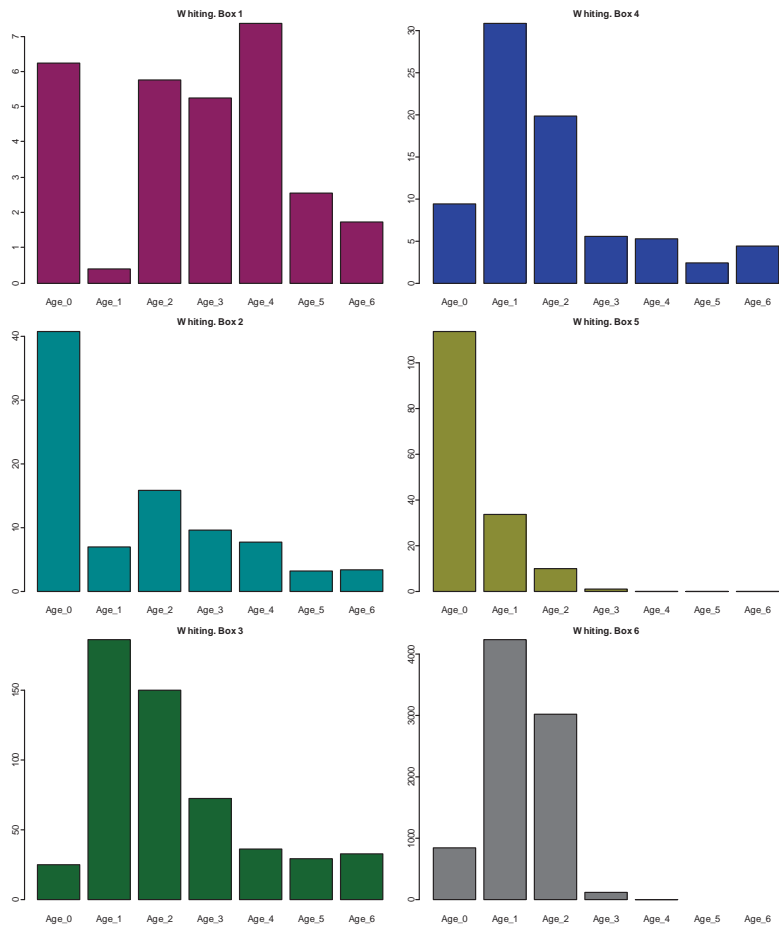 Whiting. Box 1
7
6
5
4
3
2
1
0
Age_0 Age_1 Age_2 Age_3 Age_4 Age_5 Age_6
Whiting. Box 4
30
25
20
15
10
5
0
Age_0 Age_1 Age_2 Age_3 Age_4 Age_5 Age_6
Whiting. Box 2
40
30
20
10
0
Age_0 Age_1 Age_2 Age_3 Age_4 Age_5 Age_6
Whiting. Box 5
100
80
60
40
20
0
Age_0 Age_1 Age_2 Age_3 Age_4 Age_5 Age_6
Whiting. Box 3
150
100
50
0
Age_0 Age_1 Age_2 Age_3 Age_4 Age_5 Age_6
Whiting. Box 6
4000
3000
2000
1000
0
Age_0 Age_1 Age_2 Age_3 Age_4 Age_5 Age_6